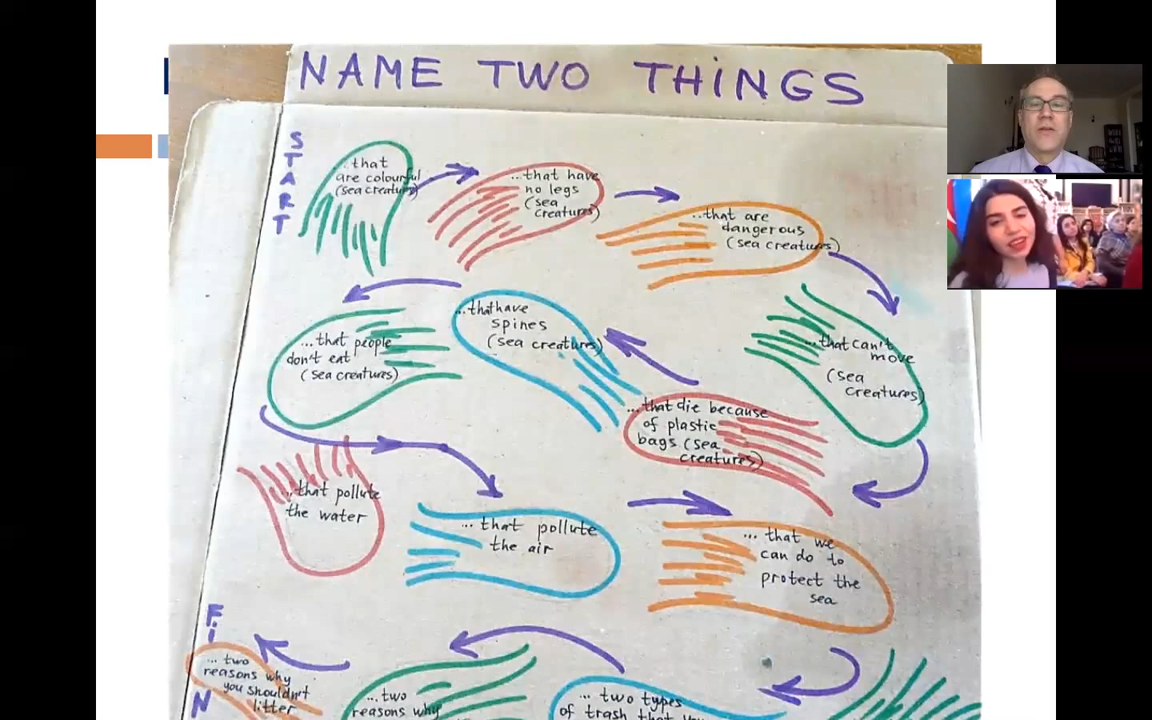 NAME TWO THINGS
START
... that
are colourful
(sea creature)
...that have
no legs
(sea
creatures)
...that are
dangerous
(sea creatures)
...that can't
move
(sea
creatures)
...that die because
of plastic
bags (sea
creatures)
...that have
spines
(sea creatures)
...that people
don't eat
(sea creatures)
...that pollute
the water
... that pollute
the air
... that we
can do to
protect the
sea
... two types
of trash that you
... two
reasons why
... two
reasons why
you shouldn't
litter
FIN